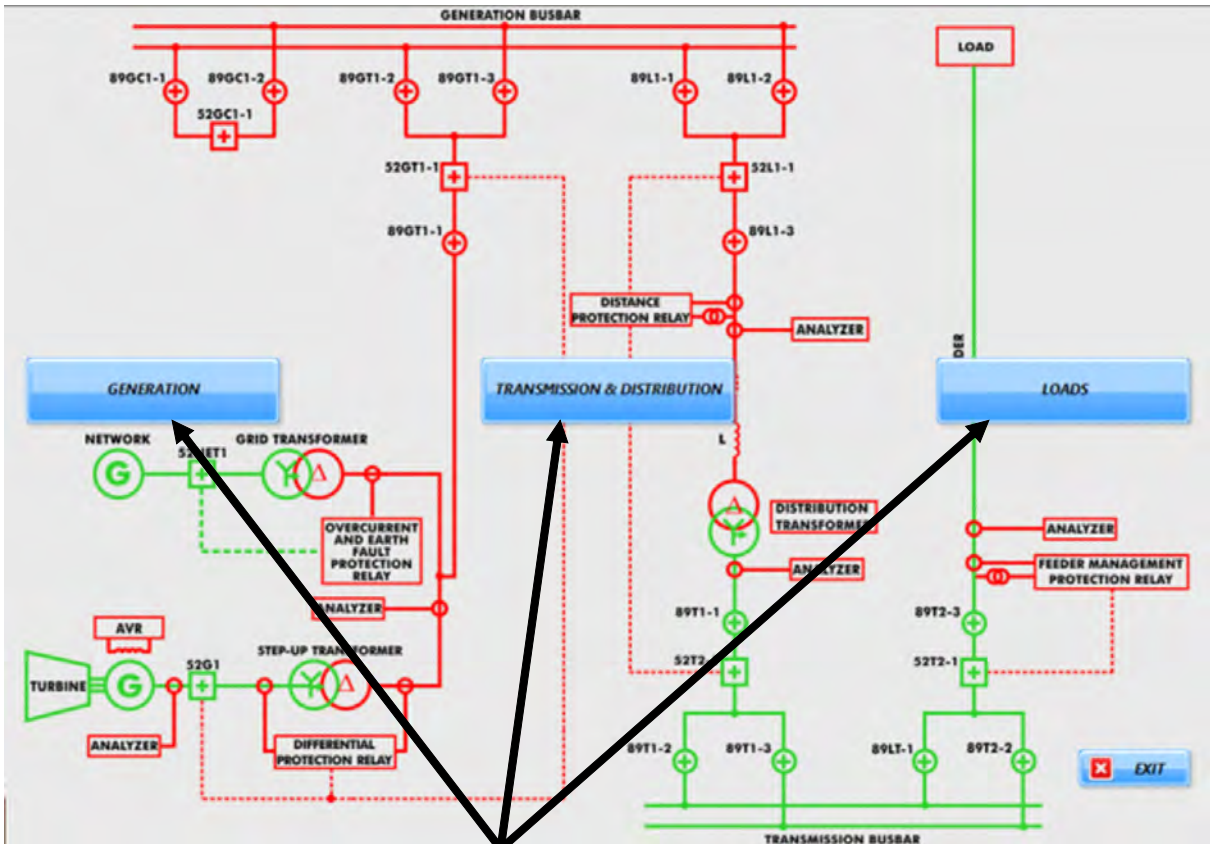 GENERATION BUSBAR
LOAD
89GC1-1
89GC1-2
89GT1-2
89GT1-3
89L1-1
89L1-2
52GC1-1
52GT1-1
52L1-1
89GT1-1
89L1-3
DISTANCE
PROTECTION RELAY
ANALYZER
DER
GENERATION
TRANSMISSION & DISTRIBUTION
LOADS
NETWORK
GRID TRANSFORMER
L
G
Y
Δ
Δ
Y
DISTRIBUTION
TRANSFORMER
OVERCURRENT
AND EARTH
FAULT
PROTECTION
RELAY
ANALYZER
FEEDER MANAGEMENT
PROTECTION RELAY
ANALYZER
ANALYZER
89T1-1
89T2-3
AVR
STEP-UP TRANSFORMER
52G1
52T2-1
TURBINE
G
Y
Δ
ANALYZER
DIFFERENTIAL
PROTECTION RELAY
89T1-2
89T1-3
89LT-1
89T2-2
EXIT
TRANSMISSION BUSBAR